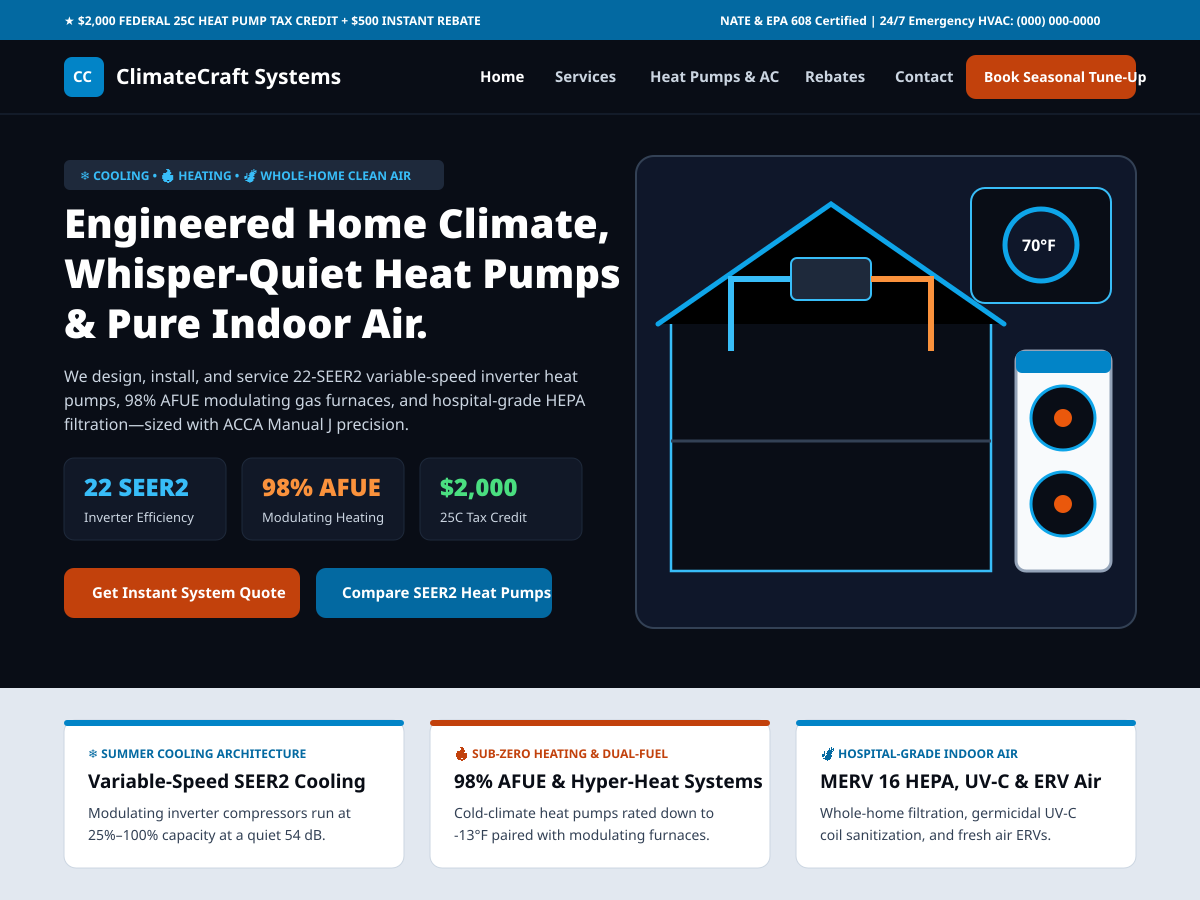 ★ $2,000 FEDERAL 25C HEAT PUMP TAX CREDIT + $500 INSTANT REBATE
NATE & EPA 608 Certified | 24/7 Emergency HVAC: (000) 000-0000
CC ClimateCraft Systems
Home Services Heat Pumps & AC Rebates Contact Book Seasonal Tune-Up
❄ COOLING • 🔥 HEATING • 🌿 WHOLE-HOME CLEAN AIR
Engineered Home Climate,
Whisper-Quiet Heat Pumps
& Pure Indoor Air.
We design, install, and service 22-SEER2 variable-speed inverter heat
pumps, 98% AFUE modulating gas furnaces, and hospital-grade HEPA
filtration—sized with ACCA Manual J precision.
22 SEER2
Inverter Efficiency
98% AFUE
Modulating Heating
$2,000
25C Tax Credit
Get Instant System Quote
Compare SEER2 Heat Pumps
70°F
❄ SUMMER COOLING ARCHITECTURE
Variable-Speed SEER2 Cooling
Modulating inverter compressors run at
25%–100% capacity at a quiet 54 dB.
🔥 SUB-ZERO HEATING & DUAL-FUEL
98% AFUE & Hyper-Heat Systems
Cold-climate heat pumps rated down to
-13°F paired with modulating furnaces.
🌿 HOSPITAL-GRADE INDOOR AIR
MERV 16 HEPA, UV-C & ERV Air
Whole-home filtration, germicidal UV-C
coil sanitization, and fresh air ERVs.